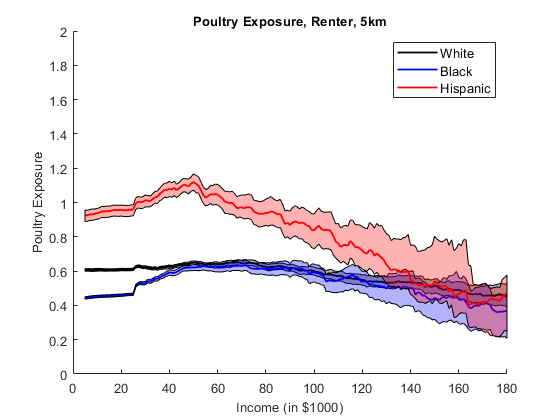 Poultry Exposure, Renter, 5km
White
Black
Hispanic
Poultry Exposure
2
1.8
1.6
1.4
1.2
1
0.8
0.6
0.4
0.2
0
0 20 40 60 80 100 120 140 160 180
Income (in $1000)